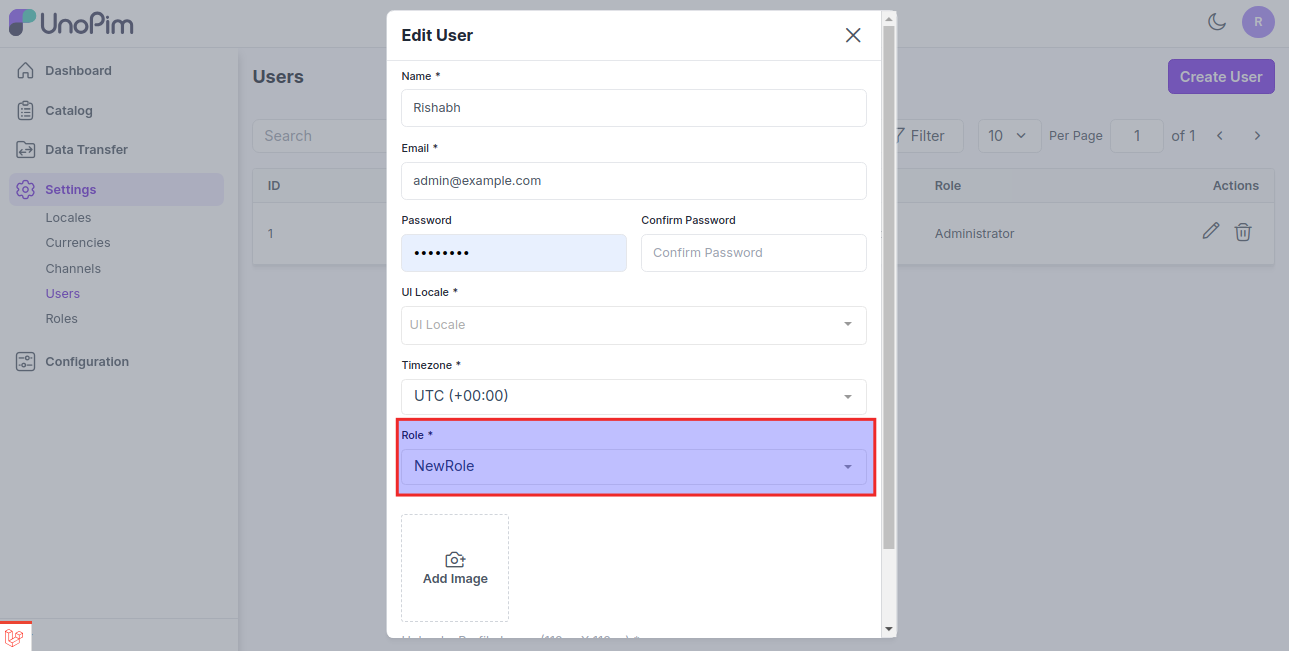 UnoPim
R
Dashboard
Catalog
Data Transfer
Settings
Locales
Currencies
Channels
Users
Roles
Configuration
Users
Create User
Search
Filter
10
Per Page
1
of 1
ID
Role
Actions
1
Administrator
Edit User
Name *
Rishabh
Email *
admin@example.com
Password
Confirm Password
••••••••
Confirm Password
UI Locale *
UI Locale
Timezone *
UTC (+00:00)
Role *
NewRole
Add Image